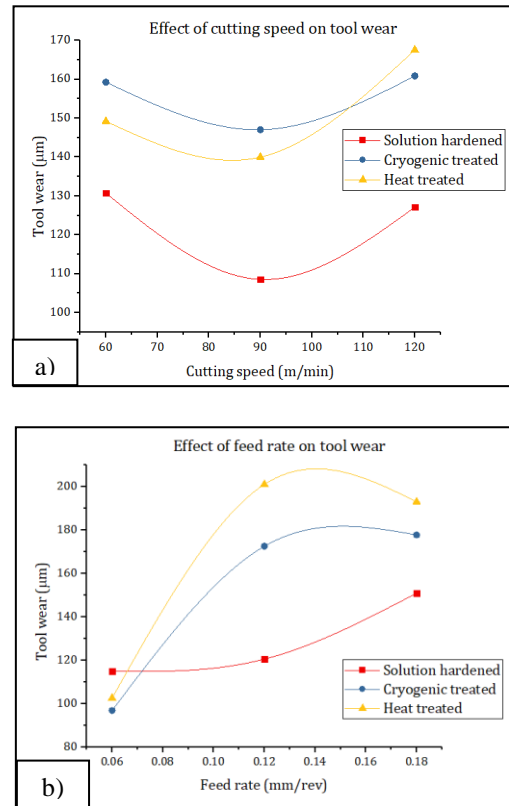 Effect of cutting speed on tool wear
170
160
150
140
130
120
110
100
Tool wear (µm)
Solution hardened
Cryogenic treated
Heat treated
60 70 80 90 100 110 120
Cutting speed (m/min)
a)
Effect of feed rate on tool wear
200
180
160
140
120
100
80
Tool wear (µm)
Solution hardened
Cryogenic treated
Heat treated
0.06 0.08 0.10 0.12 0.14 0.16 0.18
Feed rate (mm/rev)
b)